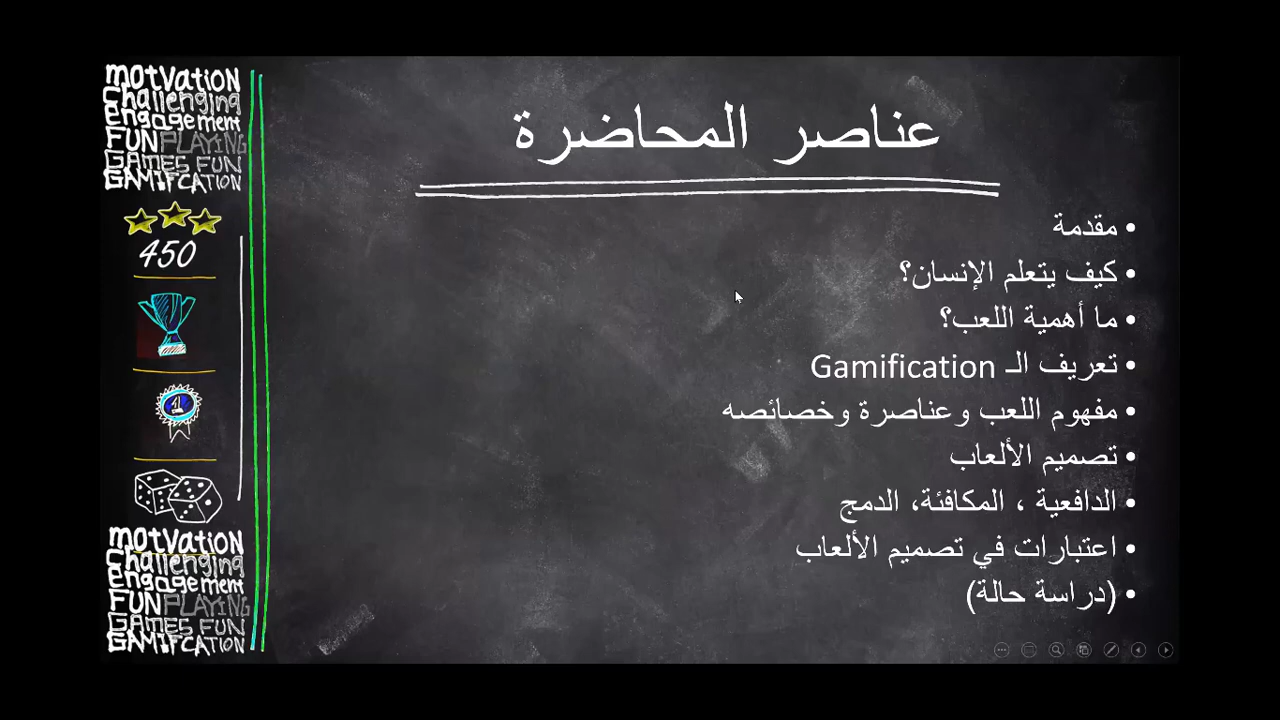 عناصر المحاضرة
• مقدمة
• كيف يتعلم الإنسان؟
• ما أهمية اللعب؟
• تعريف الـ Gamification
• مفهوم اللعب وعناصرة وخصائصه
• تصميم الألعاب
• الدافعية ، المكافئة، الدمج
• اعتبارات في تصميم الألعاب
• (دراسة حالة)
motvation
Challenging
Engagement
FUN PLAYING
GAMES FUN
GAMIFCATION
450
1
motvation
Challenging
Engagement
FUN PLAYING
GAMES FUN
GAMIFCATION